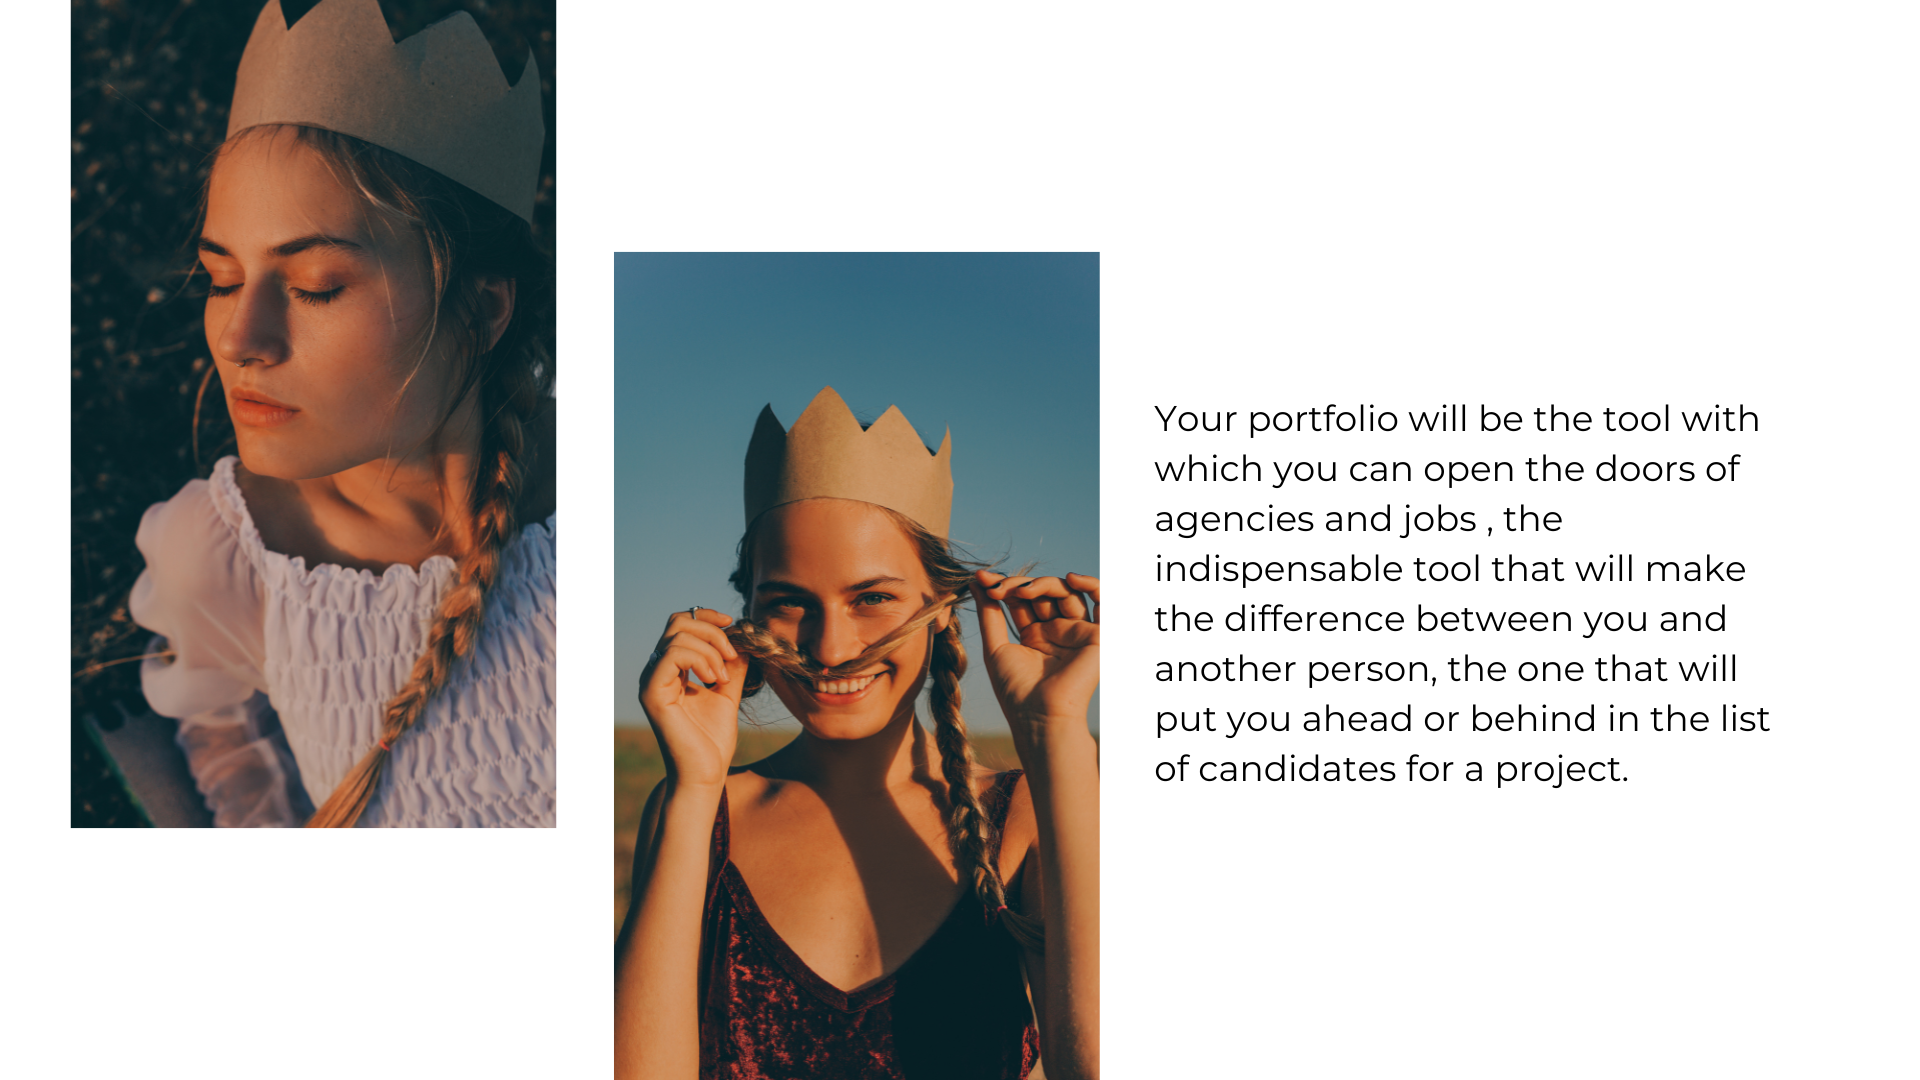 Your portfolio will be the tool with
which you can open the doors of
agencies and jobs , the
indispensable tool that will make
the difference between you and
another person, the one that will
put you ahead or behind in the list
of candidates for a project.